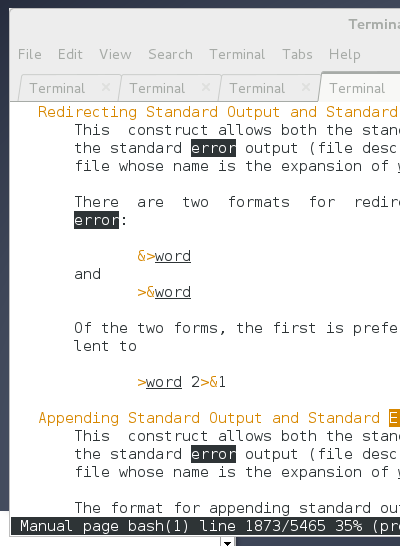 Termina
File Edit View Search Terminal Tabs Help
Terminal × Terminal × Terminal × Terminal
Redirecting Standard Output and Standard
This  construct allows both the stan
the standard error output (file desc
file whose name is the expansion of w
There  are  two  formats  for  redir
error:
&>word
and
>&word
Of the two forms, the first is prefe
lent to
>word 2>&1
Appending Standard Output and Standard E
This  construct allows both the stan
the standard error output (file desc
file whose name is the expansion of w
The format for appending standard out
Manual page bash(1) line 1873/5465 35% (pre